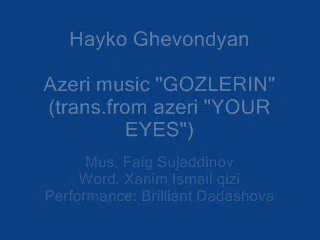 Hayko Ghevondyan
Azeri music "GOZLERIN"
(trans.from azeri "YOUR
EYES")
Mus. Faig Sujaddinov
Word. Xanim Ismail qizi
Performance: Brilliant Dadashova